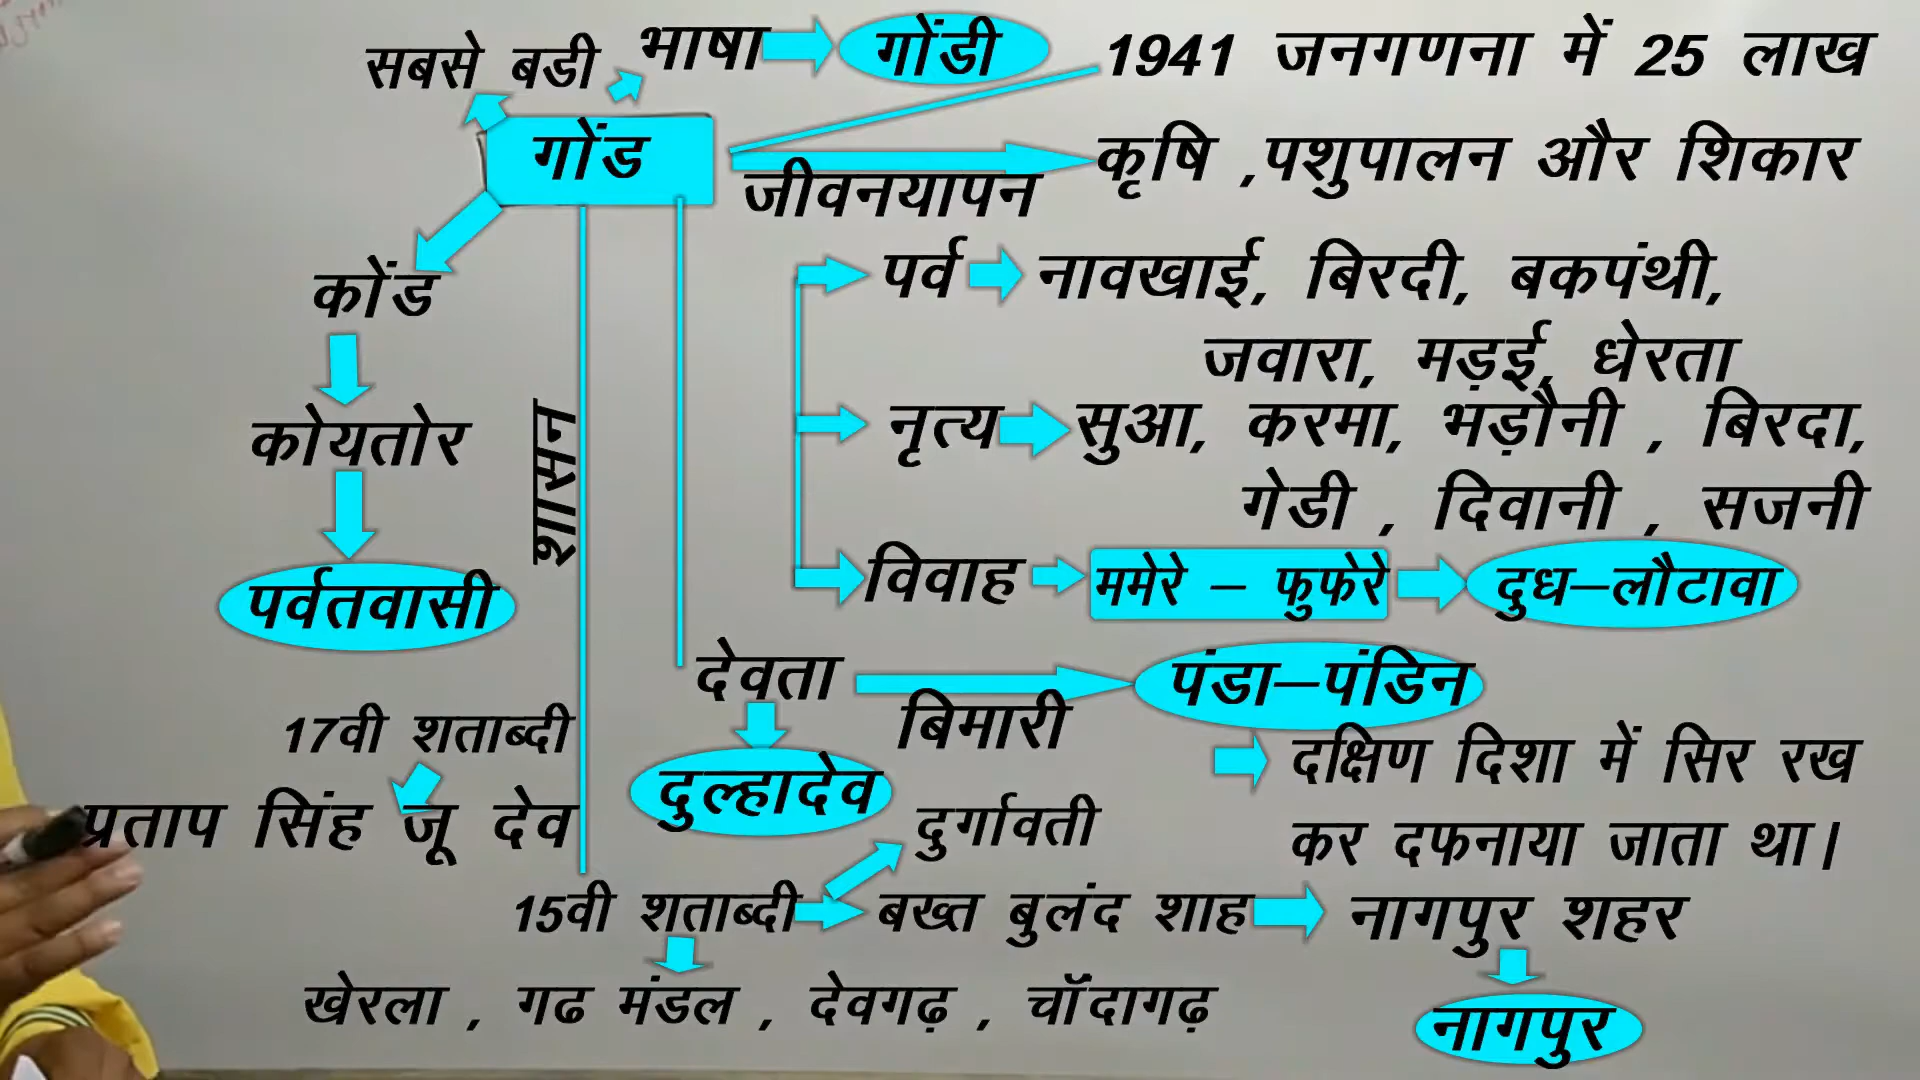 सबसे बडी
भाषा
गोंडी
1941 जनगणना में 25 लाख
गोंड
कृषि ,पशुपालन और शिकार
जीवनयापन
कोंड
पर्व
नावखाई, बिरदी, बकपंथी,
जवारा, मड़ई, धेरता
कोयतोर
शासन
नृत्य
सुआ, करमा, भड़ौनी , बिरदा,
गेडी , दिवानी , सजनी
पर्वतवासी
विवाह
ममेरे – फुफेरे
दुध–लौटावा
देवता
पंडा–पंडिन
बिमारी
17वी शताब्दी
दक्षिण दिशा में सिर रख
कर दफनाया जाता था।
प्रताप सिंह जू देव
दुल्हादेव
दुर्गावती
15वी शताब्दी
बख्त बुलंद शाह
नागपुर शहर
खेरला , गढ मंडल , देवगढ़ , चॉंदागढ़
नागपुर